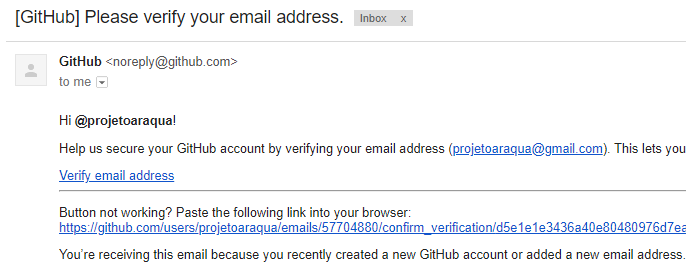 [GitHub] Please verify your email address. Inbox x
GitHub <noreply@github.com>
to me
Hi @projetoaraqua!
Help us secure your GitHub account by verifying your email address (projetoaraqua@gmail.com). This lets you
Verify email address
Button not working? Paste the following link into your browser:
https://github.com/users/projetoaraqua/emails/57704880/confirm_verification/d5e1e1e3436a40e80480976d7ea
You're receiving this email because you recently created a new GitHub account or added a new email address.